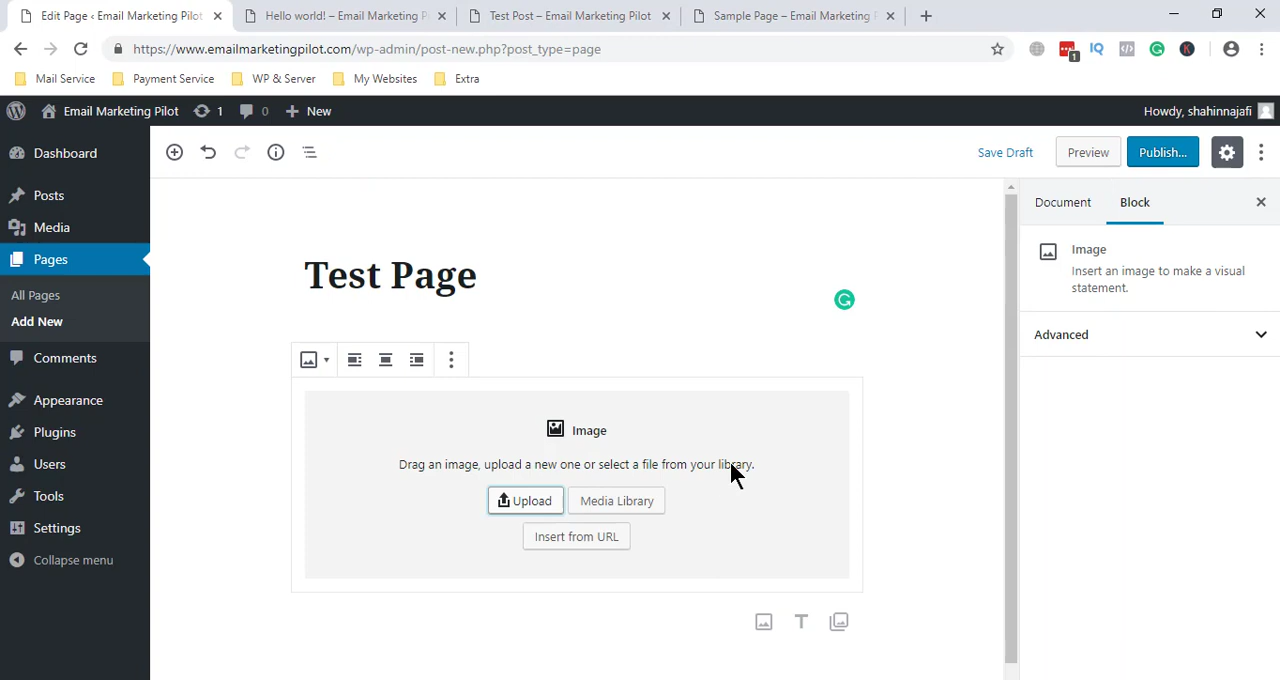 Edit Page ‹ Email Marketing Pilot
Hello world! – Email Marketing P
Test Post – Email Marketing Pilot
Sample Page – Email Marketing
https://www.emailmarketingpilot.com/wp-admin/post-new.php?post_type=page
1
IQ
K
Mail Service
Payment Service
WP & Server
My Websites
Extra
Email Marketing Pilot
1
0
New
Howdy, shahinnajafi
Dashboard
Posts
Media
Pages
All Pages
Add New
Comments
Appearance
Plugins
Users
Tools
Settings
Collapse menu
Save Draft
Preview
Publish...
Test Page
Image
Drag an image, upload a new one or select a file from your library.
Upload
Media Library
Insert from URL
Document
Block
Image
Insert an image to make a visual
statement.
Advanced